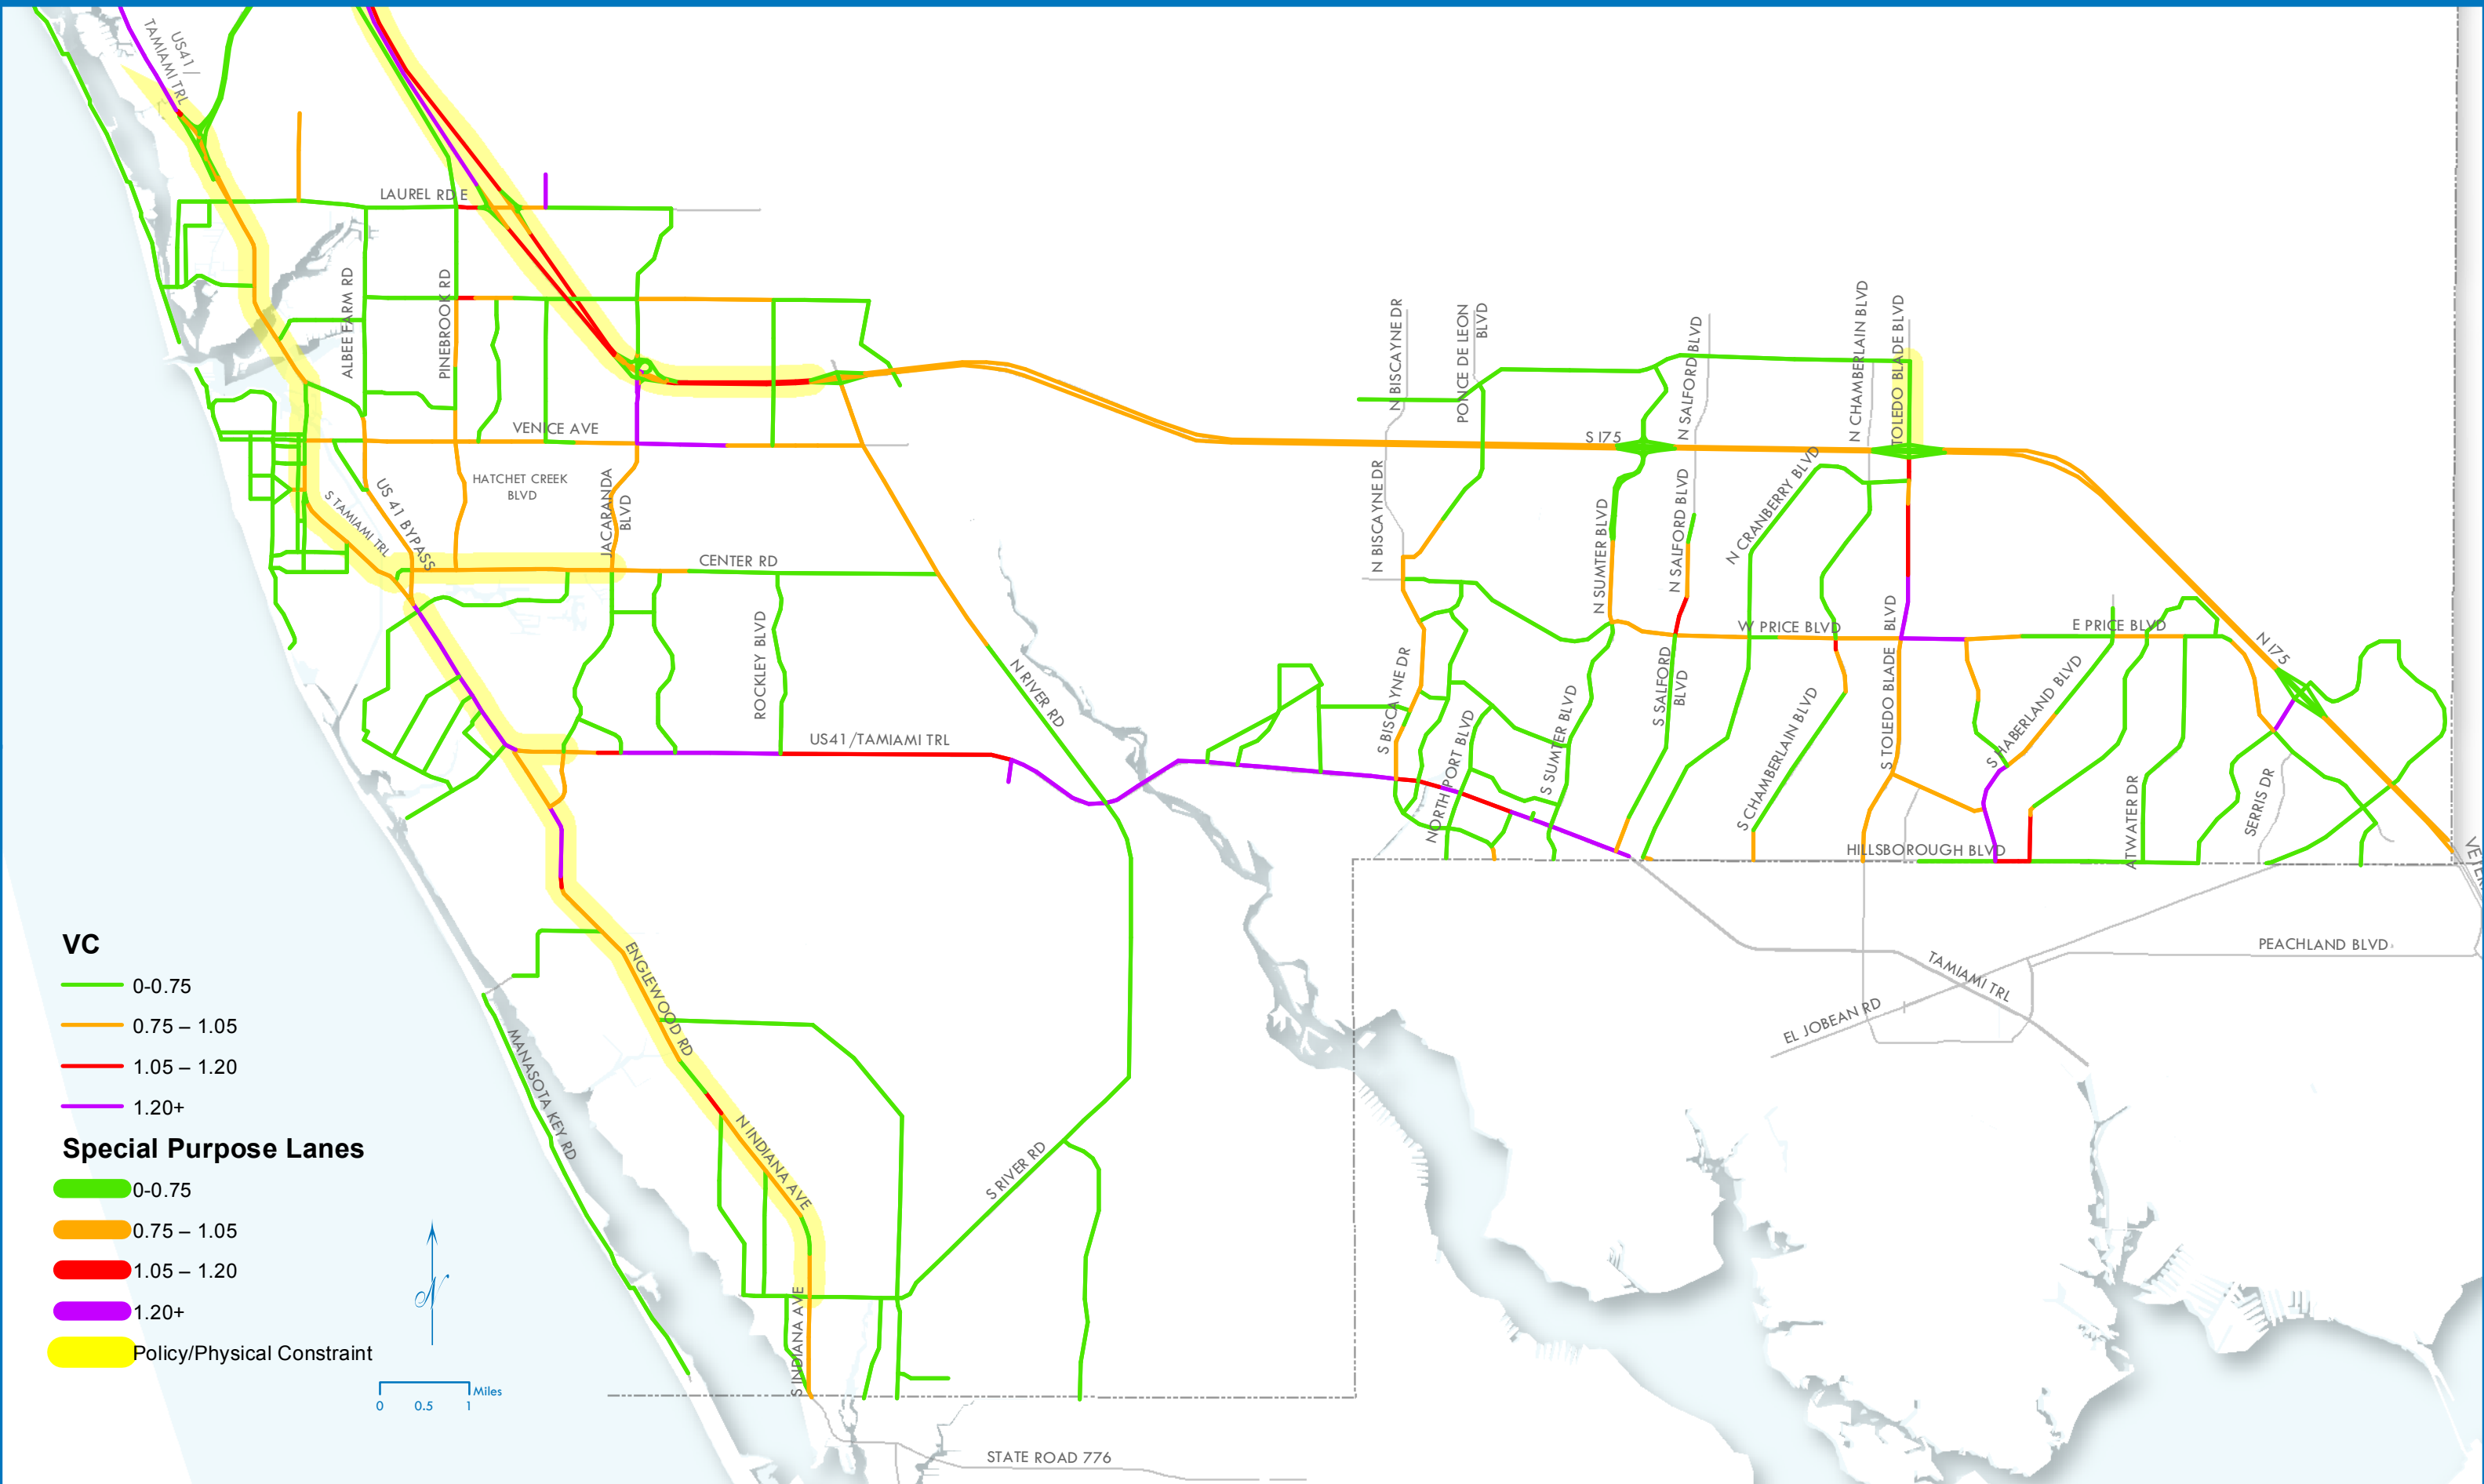 US41 /
TAMIAMI TRL
LAUREL RD E
ALBEE FARM RD
PINEBROOK RD
VENICE AVE
HATCHET CREEK
BLVD
JACARANDA
BLVD
S TAMIAMI TRL
US 41 BYPASS
CENTER RD
ROCKLEY BLVD
N RIVER RD
US41/TAMIAMI TRL
ENGLEWOOD RD
MANASOTA KEY RD
N INDIANA AVE
S INDIANA AVE
S RIVER RD
STATE ROAD 776
N BISCAYNE DR
PONCE DE LEON
BLVD
N SALFORD BLVD
N CHAMBERLAIN BLVD
TOLEDO BLADE BLVD
S I75
N BISCAYNE DR
N SUMTER BLVD
N SALFORD BLVD
N CRANBERRY BLVD
W PRICE BLVD
E PRICE BLVD
N I75
S BISCAYNE DR
NORTH PORT BLVD
S SUMTER BLVD
S SALFORD
BLVD
S CHAMBERLAIN BLVD
S TOLEDO BLADE BLVD
S HABERLAND BLVD
ATWATER DR
SERRIS DR
HILLSBOROUGH BLVD
PEACHLAND BLVD
TAMIAMI TRL
EL JOBEAN RD
VC
0-0.75
0.75 – 1.05
1.05 – 1.20
1.20+
Special Purpose Lanes
0-0.75
0.75 – 1.05
1.05 – 1.20
1.20+
Policy/Physical Constraint
N
Miles
0 0.5 1